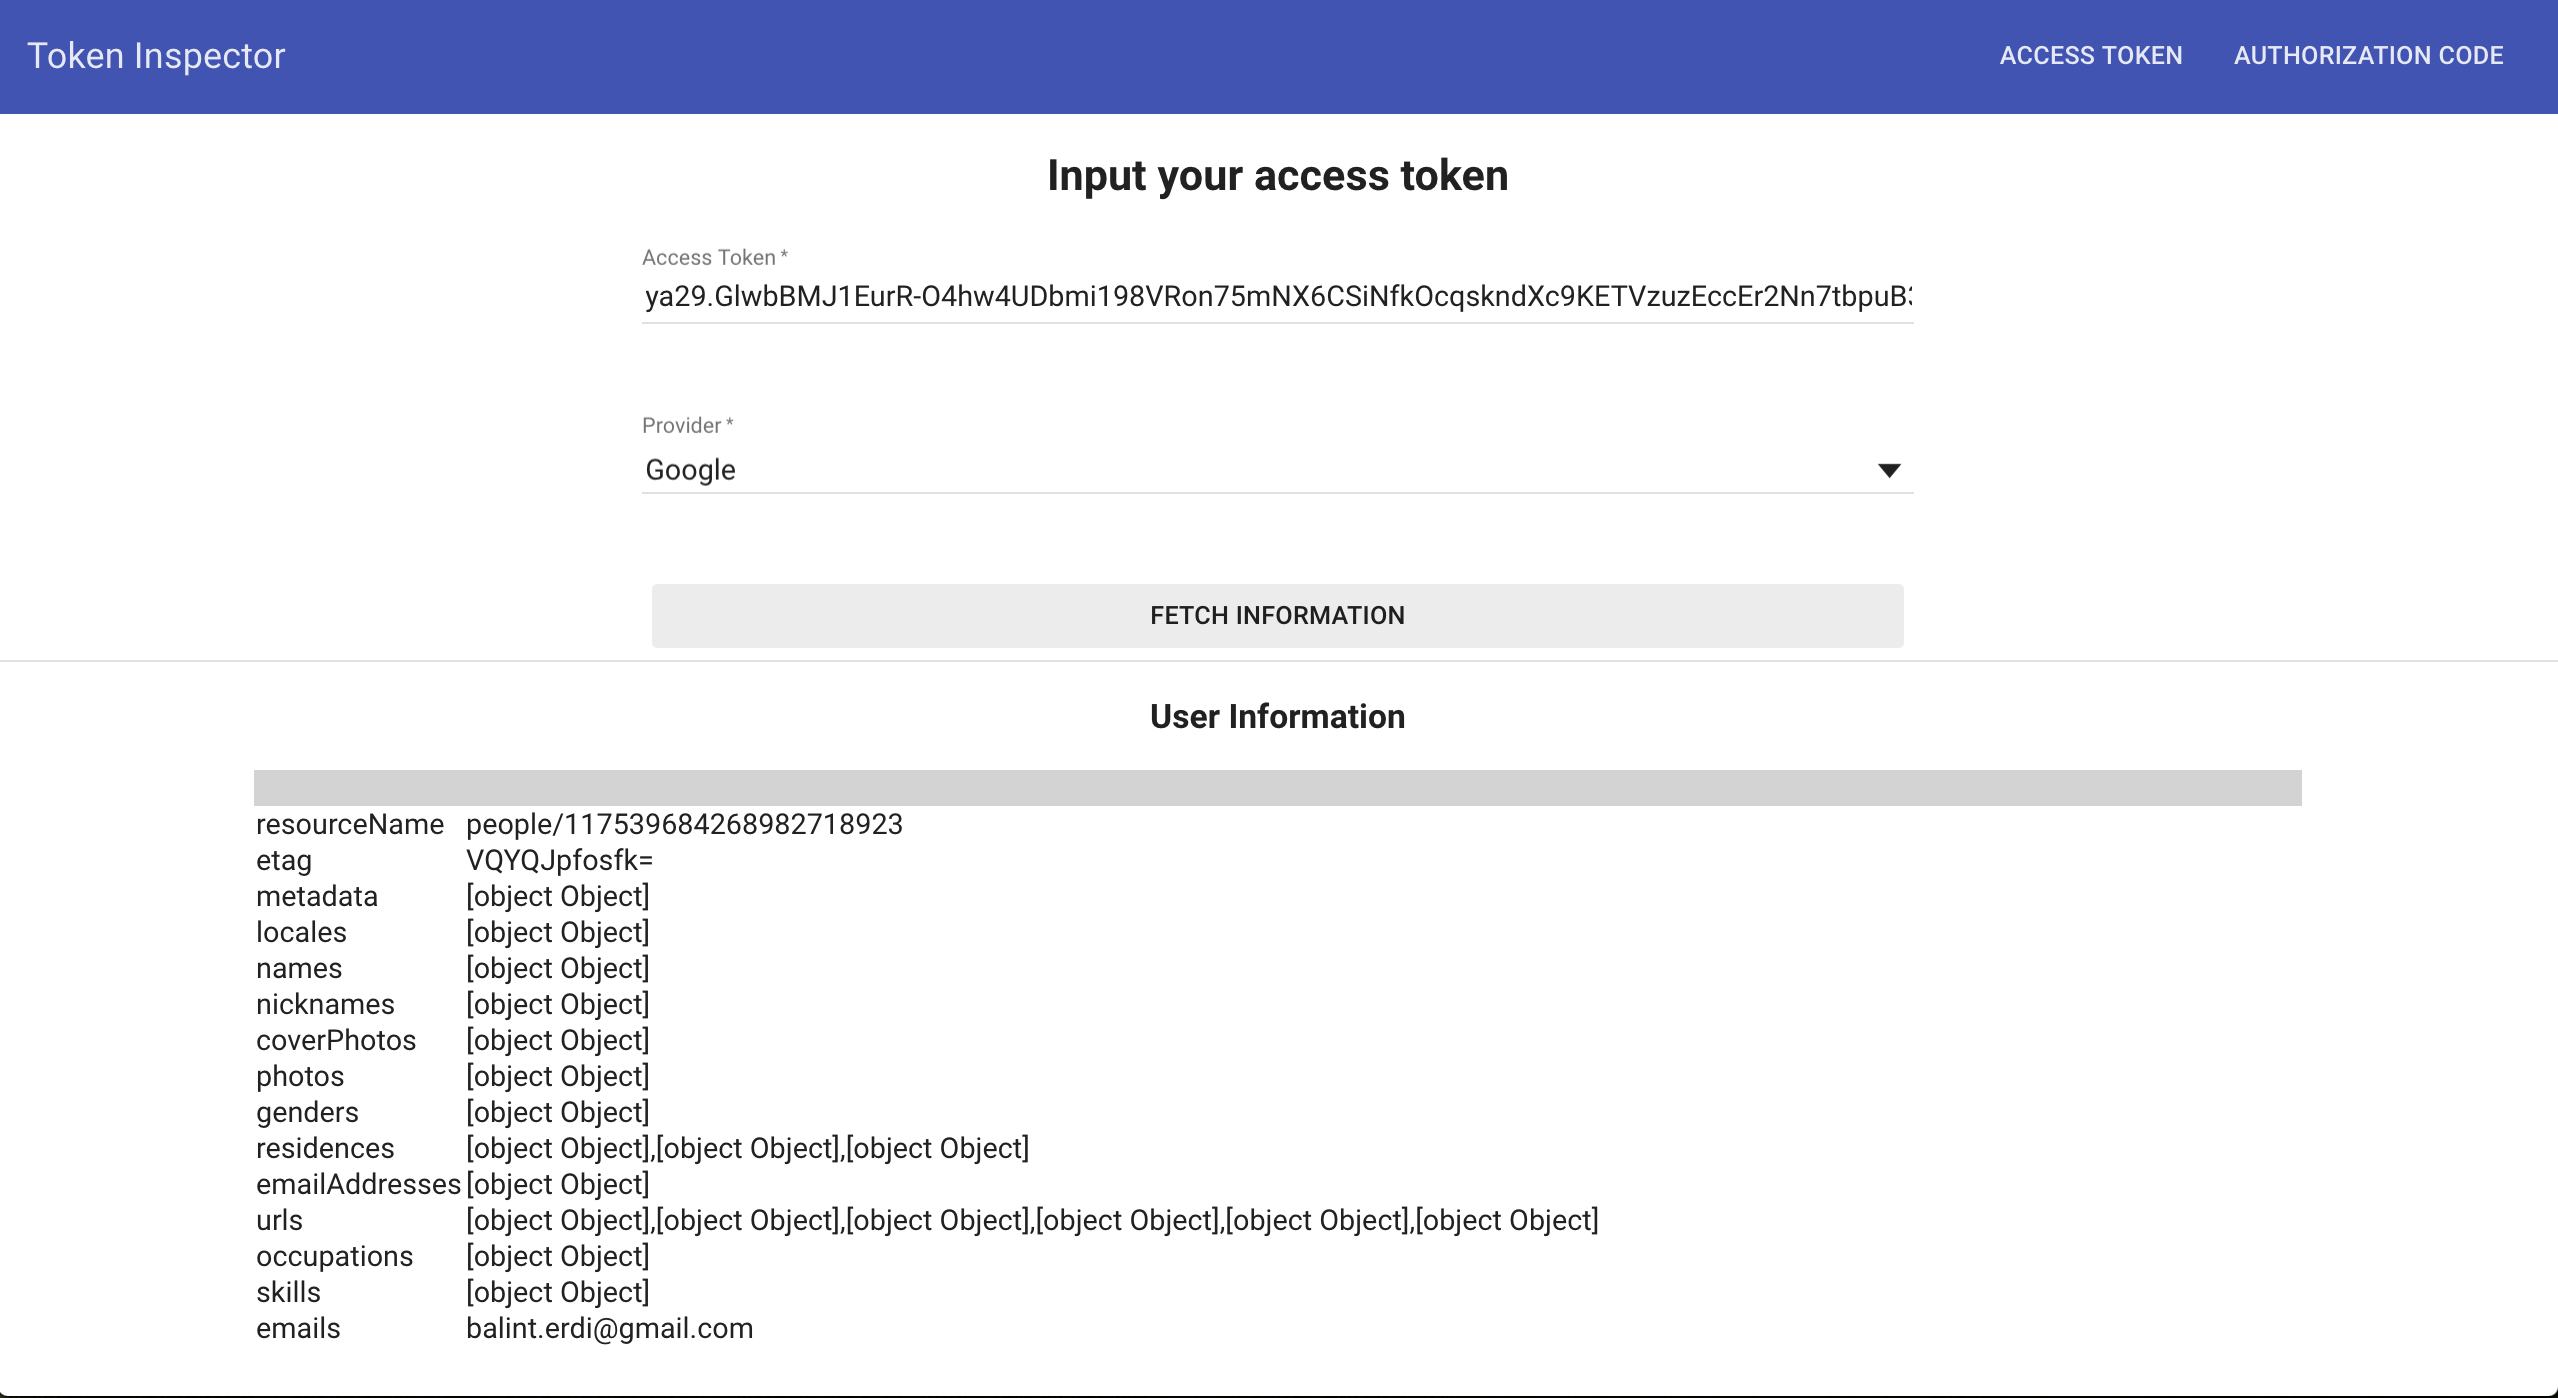 Token Inspector ACCESS TOKEN AUTHORIZATION CODE
Input your access token
Access Token *
ya29.GlwbBMJ1EurR-O4hw4UDbmi198VRon75mNX6CSiNfkOcqskndXc9KETVzuzEccEr2Nn7tbpuB3
Provider *
Google
FETCH INFORMATION
User Information
resourceName people/117539684268982718923
etag VQYQJpfosfk=
metadata [object Object]
locales [object Object]
names [object Object]
nicknames [object Object]
coverPhotos [object Object]
photos [object Object]
genders [object Object]
residences [object Object],[object Object],[object Object]
emailAddresses [object Object]
urls [object Object],[object Object],[object Object],[object Object],[object Object],[object Object]
occupations [object Object]
skills [object Object]
emails balint.erdi@gmail.com